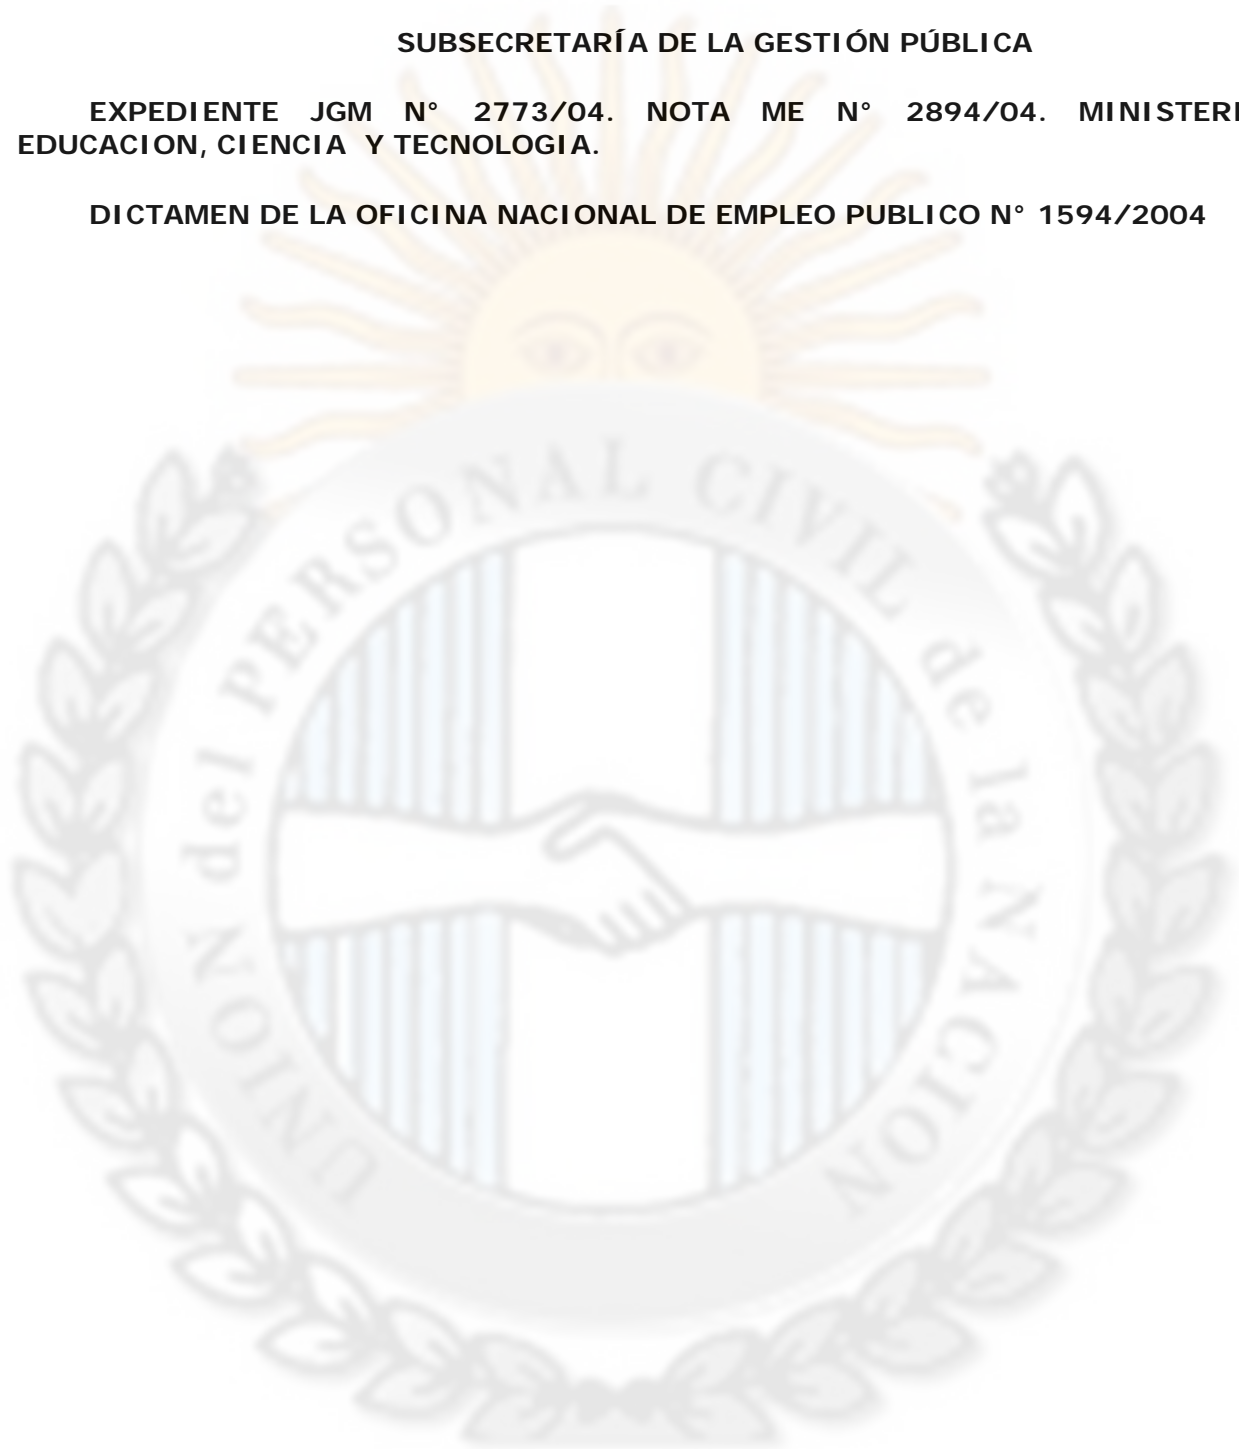 SUBSECRETARÍA DE LA GESTIÓN PÚBLICA
EXPEDIENTE JGM N° 2773/04. NOTA ME N° 2894/04.
EDUCACION, CIENCIA Y TECNOLOGIA.
DICTAMEN DE LA OFICINA NACIONAL DE EMPLEO PUBLICO N° 1594/2004
UNION del PERSONAL CIVIL de la NACION